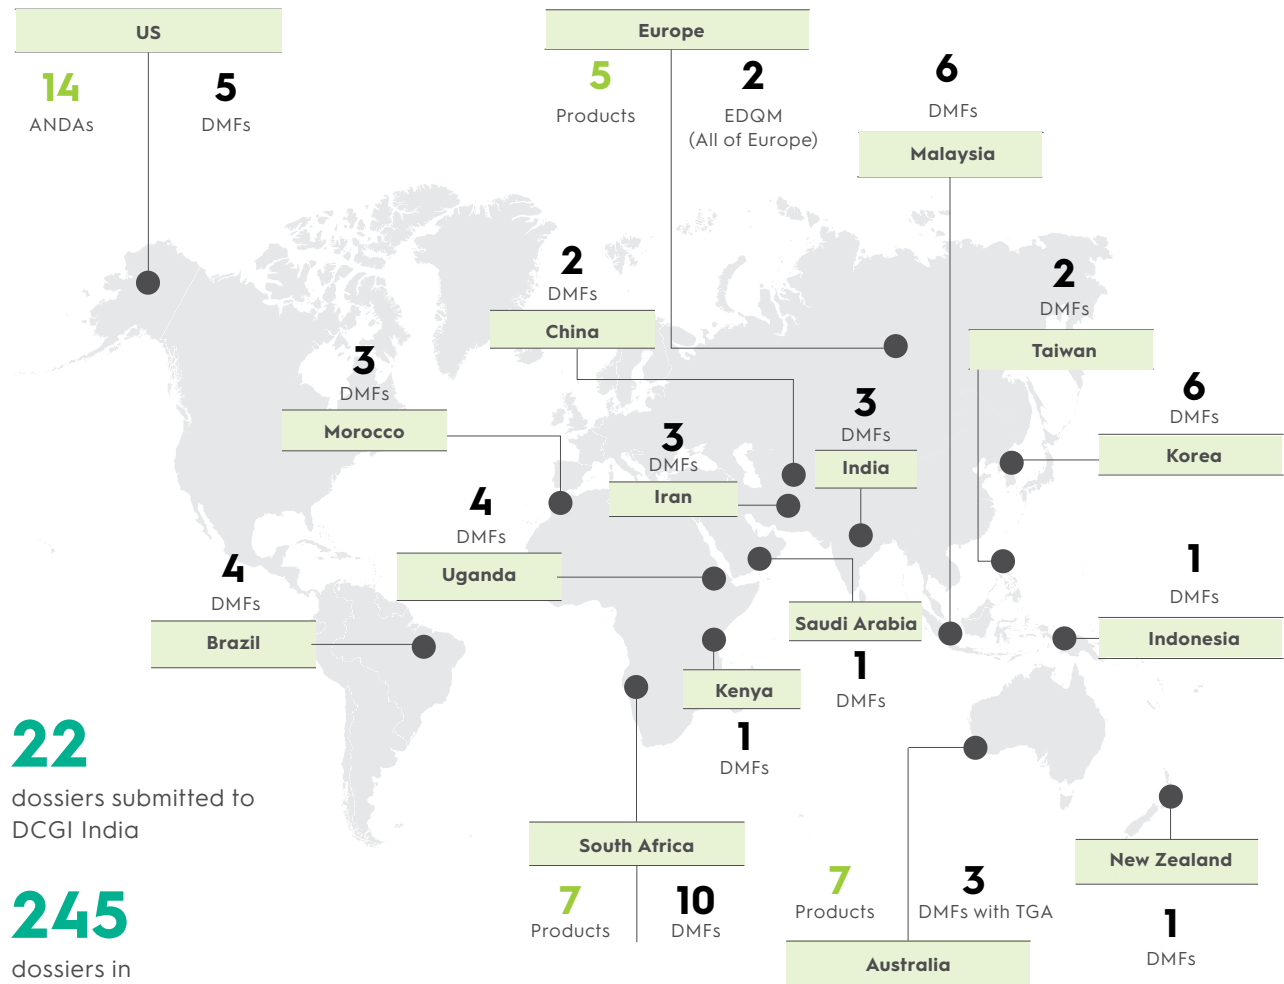 US
14
ANDAs
5
DMFs
Europe
5
Products
2
EDQM
(All of Europe)
6
DMFs
Malaysia
2
DMFs
China
2
DMFs
Taiwan
3
DMFs
Morocco
3
DMFs
Iran
3
DMFs
India
6
DMFs
Korea
4
DMFs
Uganda
4
DMFs
Brazil
Saudi Arabia
1
DMFs
1
DMFs
Indonesia
Kenya
1
DMFs
22
dossiers submitted to
DCGI India
245
dossiers in
South Africa
7
Products
10
DMFs
7
Products
3
DMFs with TGA
Australia
New Zealand
1
DMFs